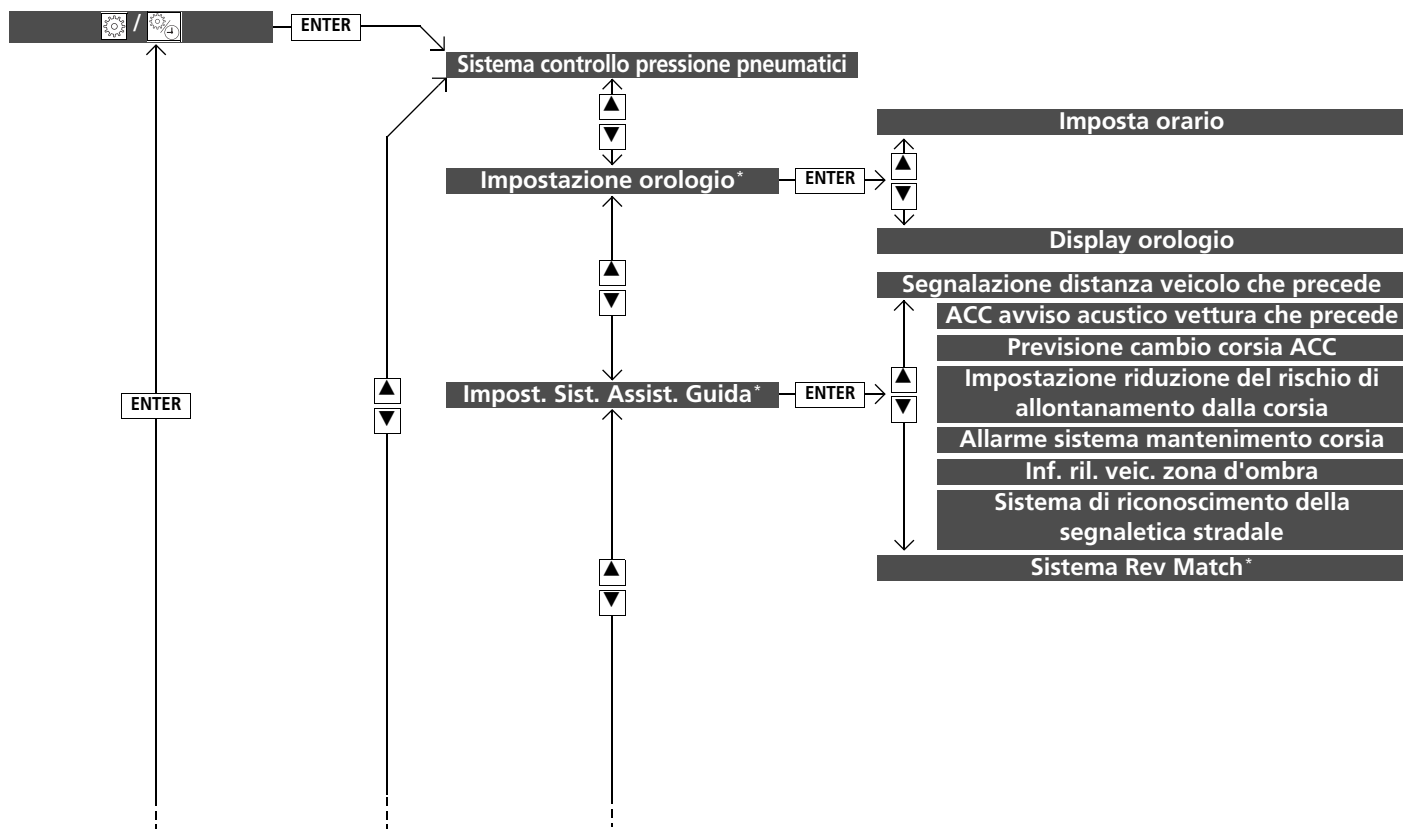 /
ENTER
Sistema controllo pressione pneumatici
Imposta orario
Impostazione orologio*
ENTER
Display orologio
Segnalazione distanza veicolo che precede
ACC avviso acustico vettura che precede
Previsione cambio corsia ACC
Impostazione riduzione del rischio di
allontanamento dalla corsia
Impost. Sist. Assist. Guida*
ENTER
ENTER
Allarme sistema mantenimento corsia
Inf. ril. veic. zona d'ombra
Sistema di riconoscimento della
segnaletica stradale
Sistema Rev Match*